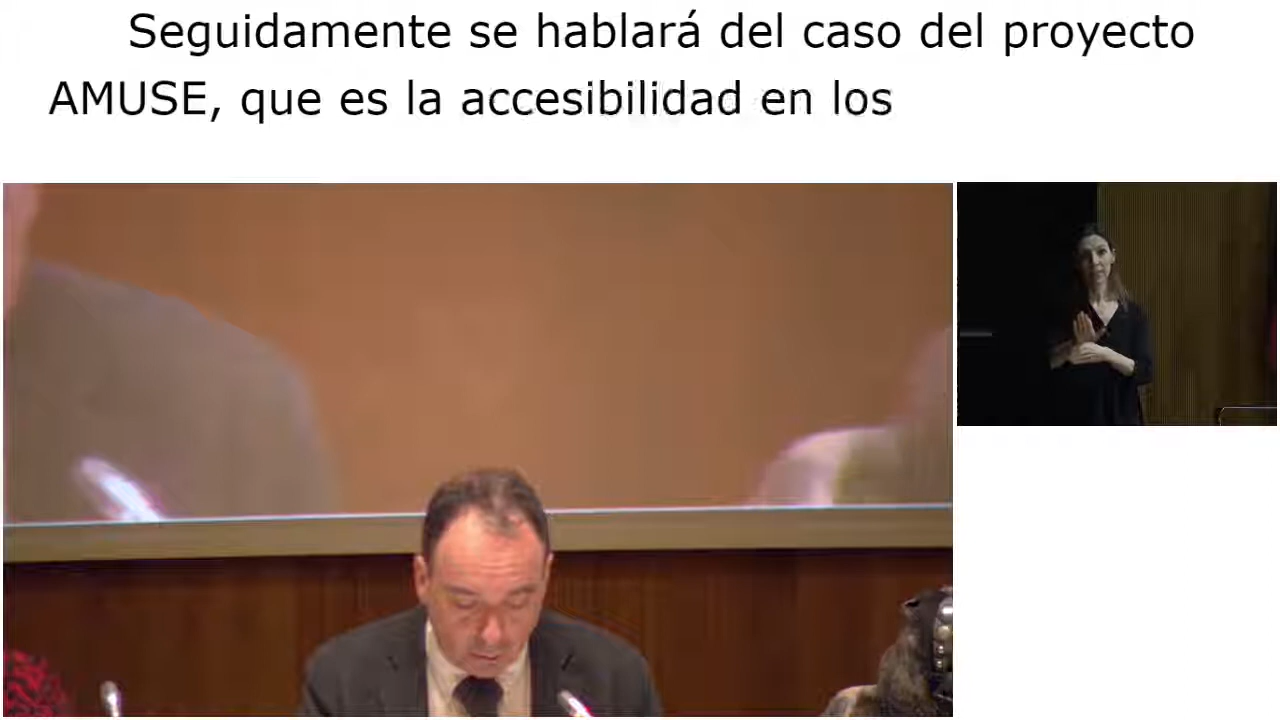 Seguidamente se hablará del caso del proyecto
AMUSE, que es la accesibilidad en los